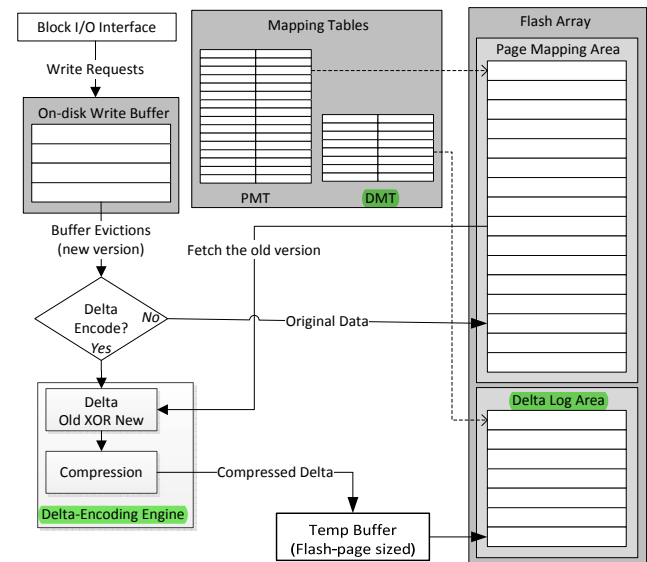 Block I/O Interface
Write Requests
On-disk Write Buffer
Buffer Evictions
(new version)
Delta
Encode?
No
Yes
Delta
Old XOR New
Compression
Delta-Encoding Engine
Mapping Tables
PMT
DMT
Fetch the old version
Original Data
Compressed Delta
Temp Buffer
(Flash-page sized)
Flash Array
Page Mapping Area
Delta Log Area